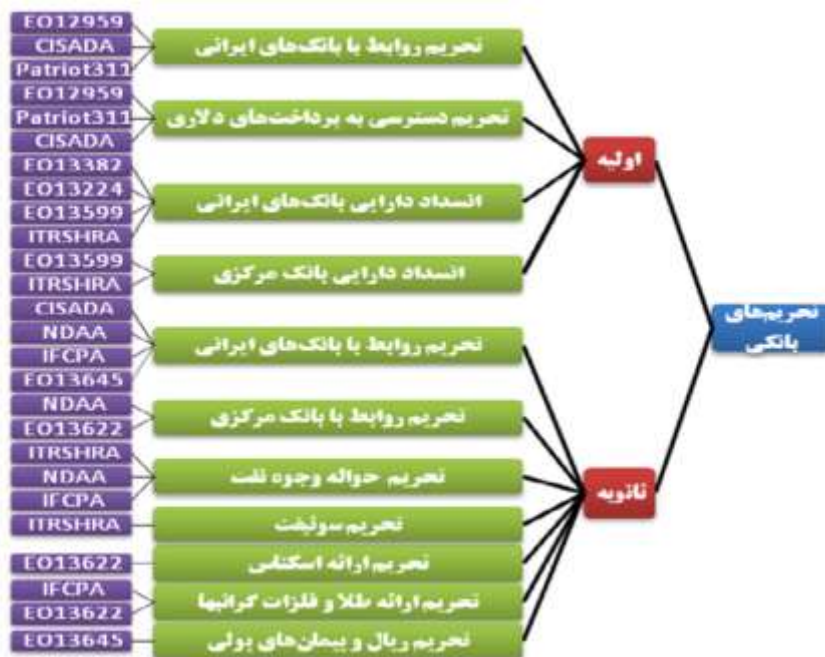 تحریم‌های
بانکی
اولیه
تحریم روابط با بانک‌های ایرانی
EO12959
CISADA
Patriot311
تحریم دسترسی به پرداخت‌های دلاری
EO12959
Patriot311
CISADA
انسداد دارایی بانک‌های ایرانی
EO13382
EO13224
EO13599
ITRSHRA
انسداد دارایی بانک مرکزی
EO13599
ITRSHRA
ثانویه
تحریم روابط با بانک‌های ایرانی
CISADA
NDAA
IFCPA
EO13645
تحریم روابط با بانک مرکزی
NDAA
EO13622
تحریم حواله وجوه نفت
ITRSHRA
NDAA
IFCPA
تحریم سوئیفت
ITRSHRA
تحریم ارائه اسکناس
EO13622
تحریم ارائه طلا و فلزات گرانبها
IFCPA
EO13622
تحریم ریال و پیمان‌های پولی
EO13645